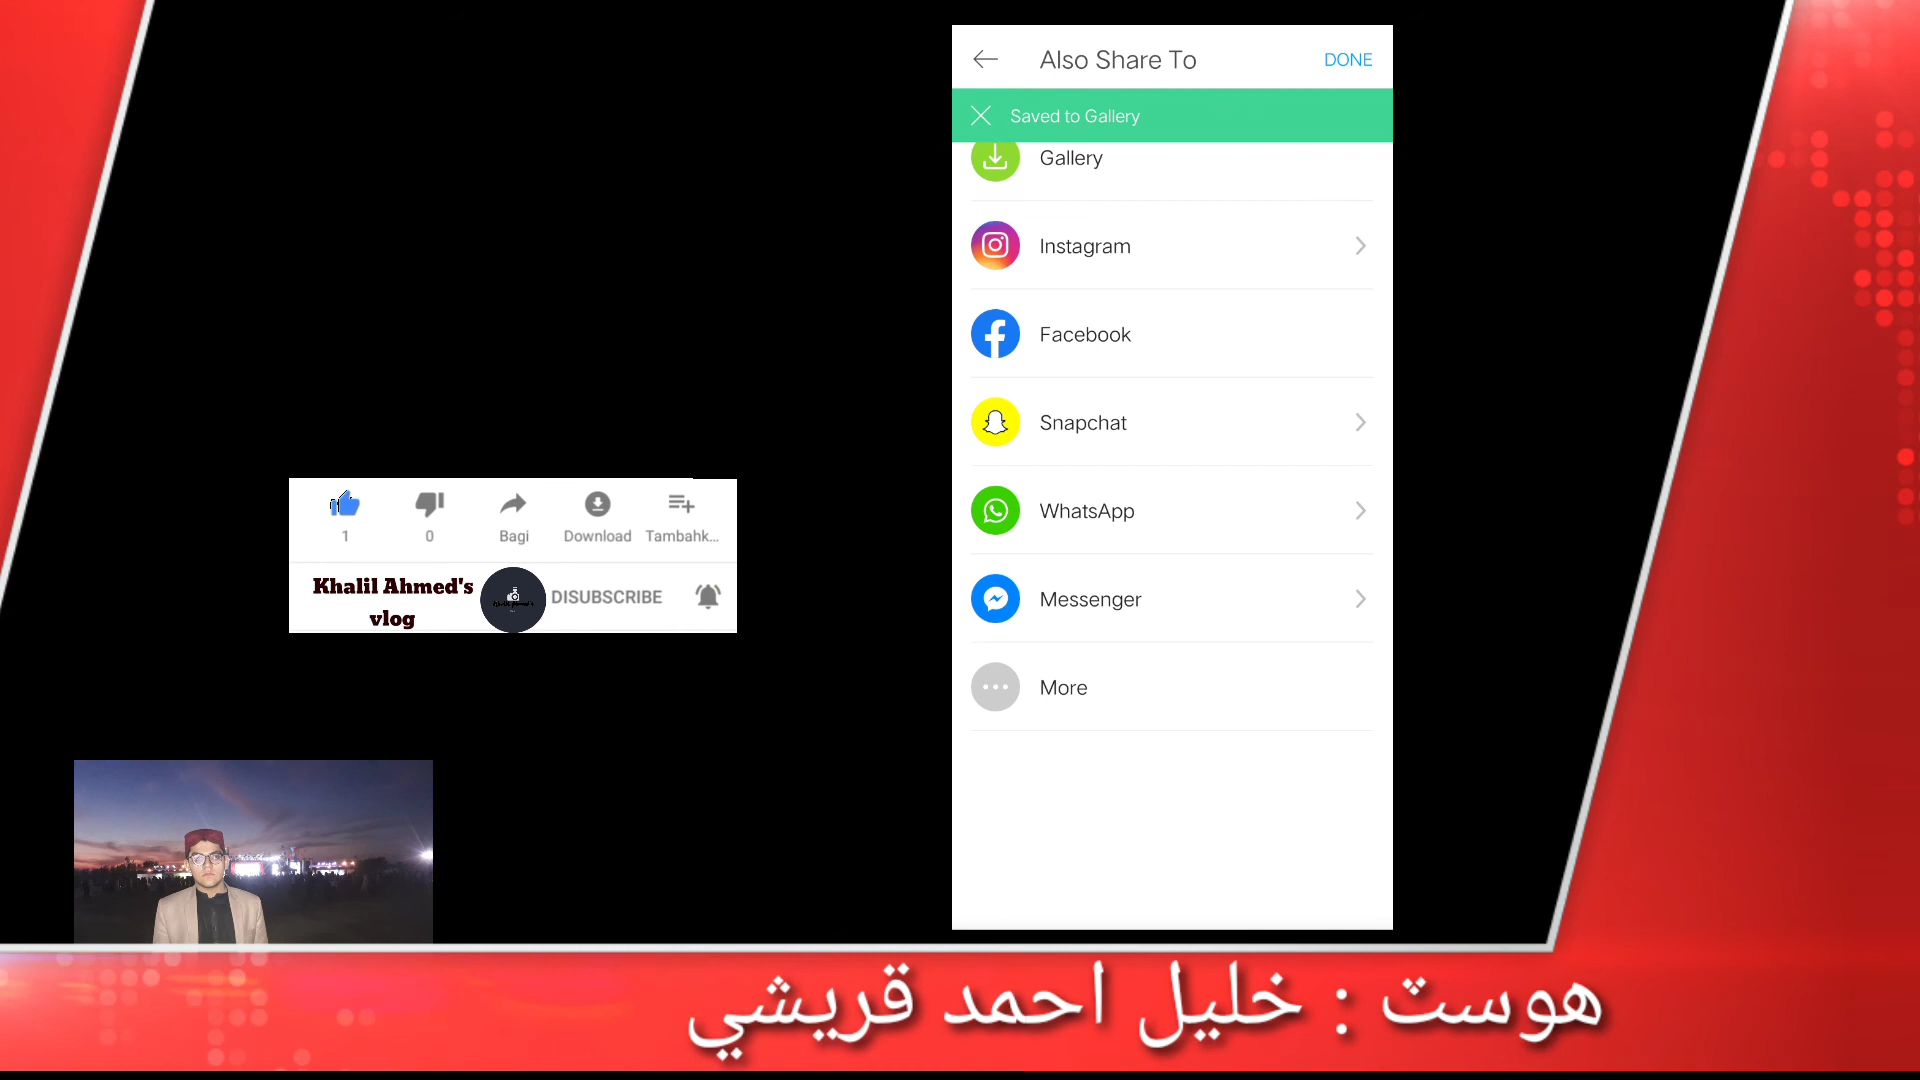 Also Share To
DONE
Saved to Gallery
Gallery
Instagram
Facebook
Snapchat
WhatsApp
Messenger
More
1
0
Bagi
Download
Tambahk...
Khalil Ahmed's
vlog
DISUBSCRIBE
هوسٽ : خليل احمد قريشي